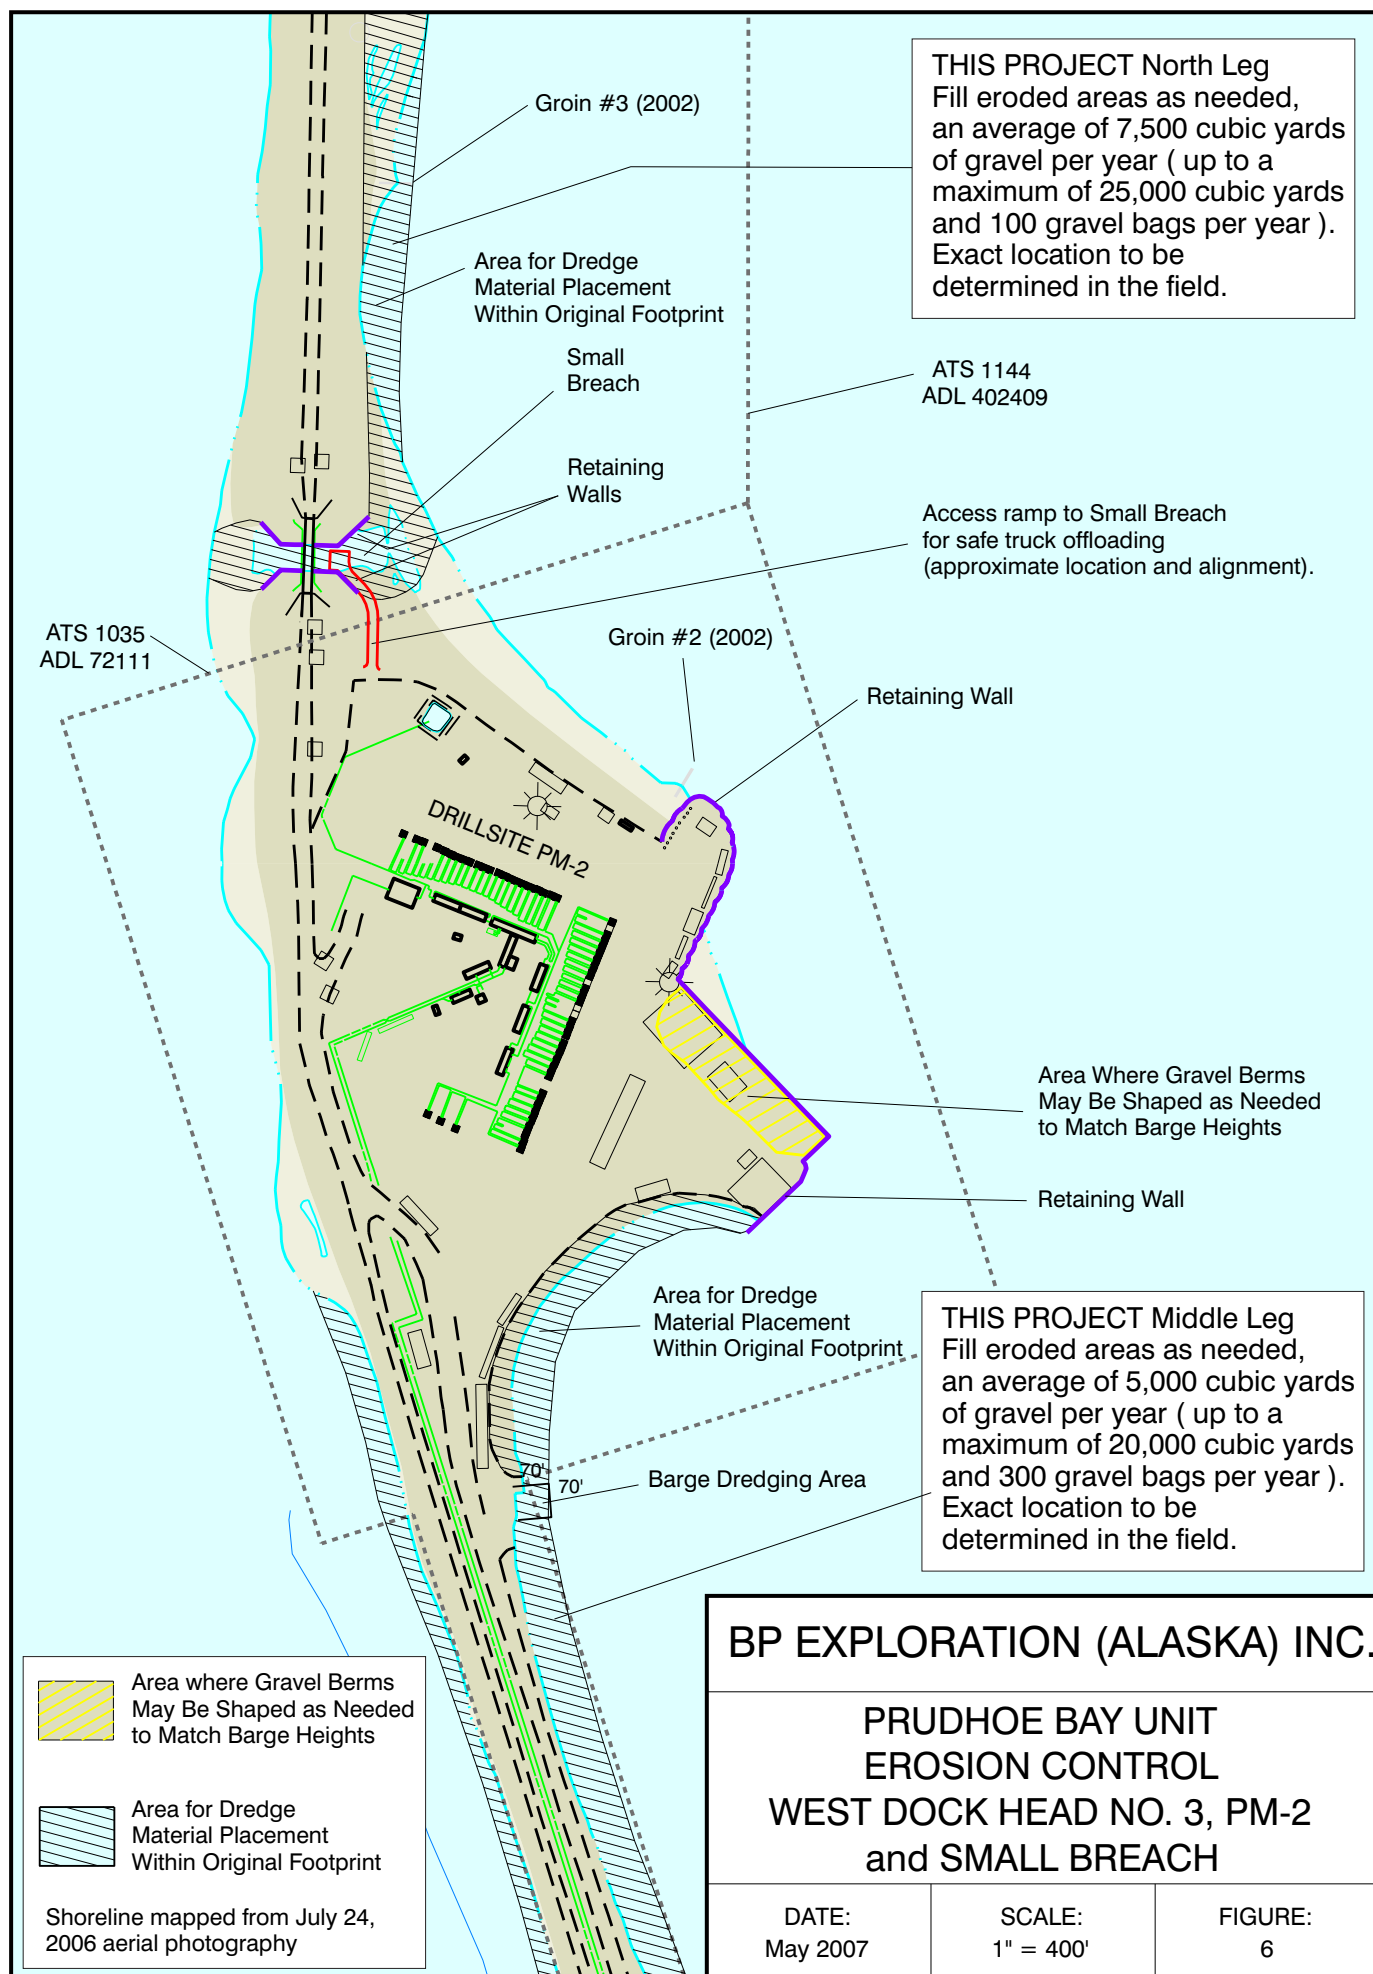 THIS PROJECT North Leg
Fill eroded areas as needed,
an average of 7,500 cubic yards
of gravel per year ( up to a
maximum of 25,000 cubic yards
and 100 gravel bags per year ).
Exact location to be
determined in the field.
Groin #3 (2002)
Area for Dredge
Material Placement
Within Original Footprint
Small
Breach
ATS 1144
ADL 402409
Retaining
Walls
Access ramp to Small Breach
for safe truck offloading
(approximate location and alignment).
ATS 1035
ADL 72111
Groin #2 (2002)
Retaining Wall
DRILLSITE PM-2
Area Where Gravel Berms
May Be Shaped as Needed
to Match Barge Heights
Retaining Wall
Area for Dredge
Material Placement
Within Original Footprint
THIS PROJECT Middle Leg
Fill eroded areas as needed,
an average of 5,000 cubic yards
of gravel per year ( up to a
maximum of 20,000 cubic yards
and 300 gravel bags per year ).
Exact location to be
determined in the field.
70'
70'
Barge Dredging Area
Area where Gravel Berms
May Be Shaped as Needed
to Match Barge Heights
Area for Dredge
Material Placement
Within Original Footprint
Shoreline mapped from July 24,
2006 aerial photography
BP EXPLORATION (ALASKA) INC.
PRUDHOE BAY UNIT
EROSION CONTROL
WEST DOCK HEAD NO. 3, PM-2
and SMALL BREACH
DATE:
May 2007
SCALE:
1" = 400'
FIGURE:
6